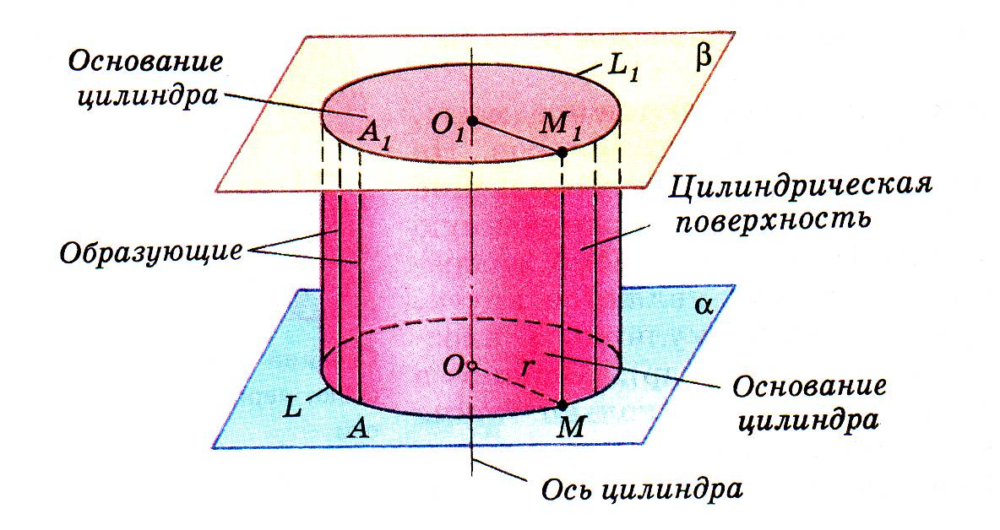 Основание
цилиндра
L₁
β
A₁
O₁
M₁
Цилиндрическая
поверхность
Образующие
α
O
r
L
A
M
Основание
цилиндра
Ось цилиндра